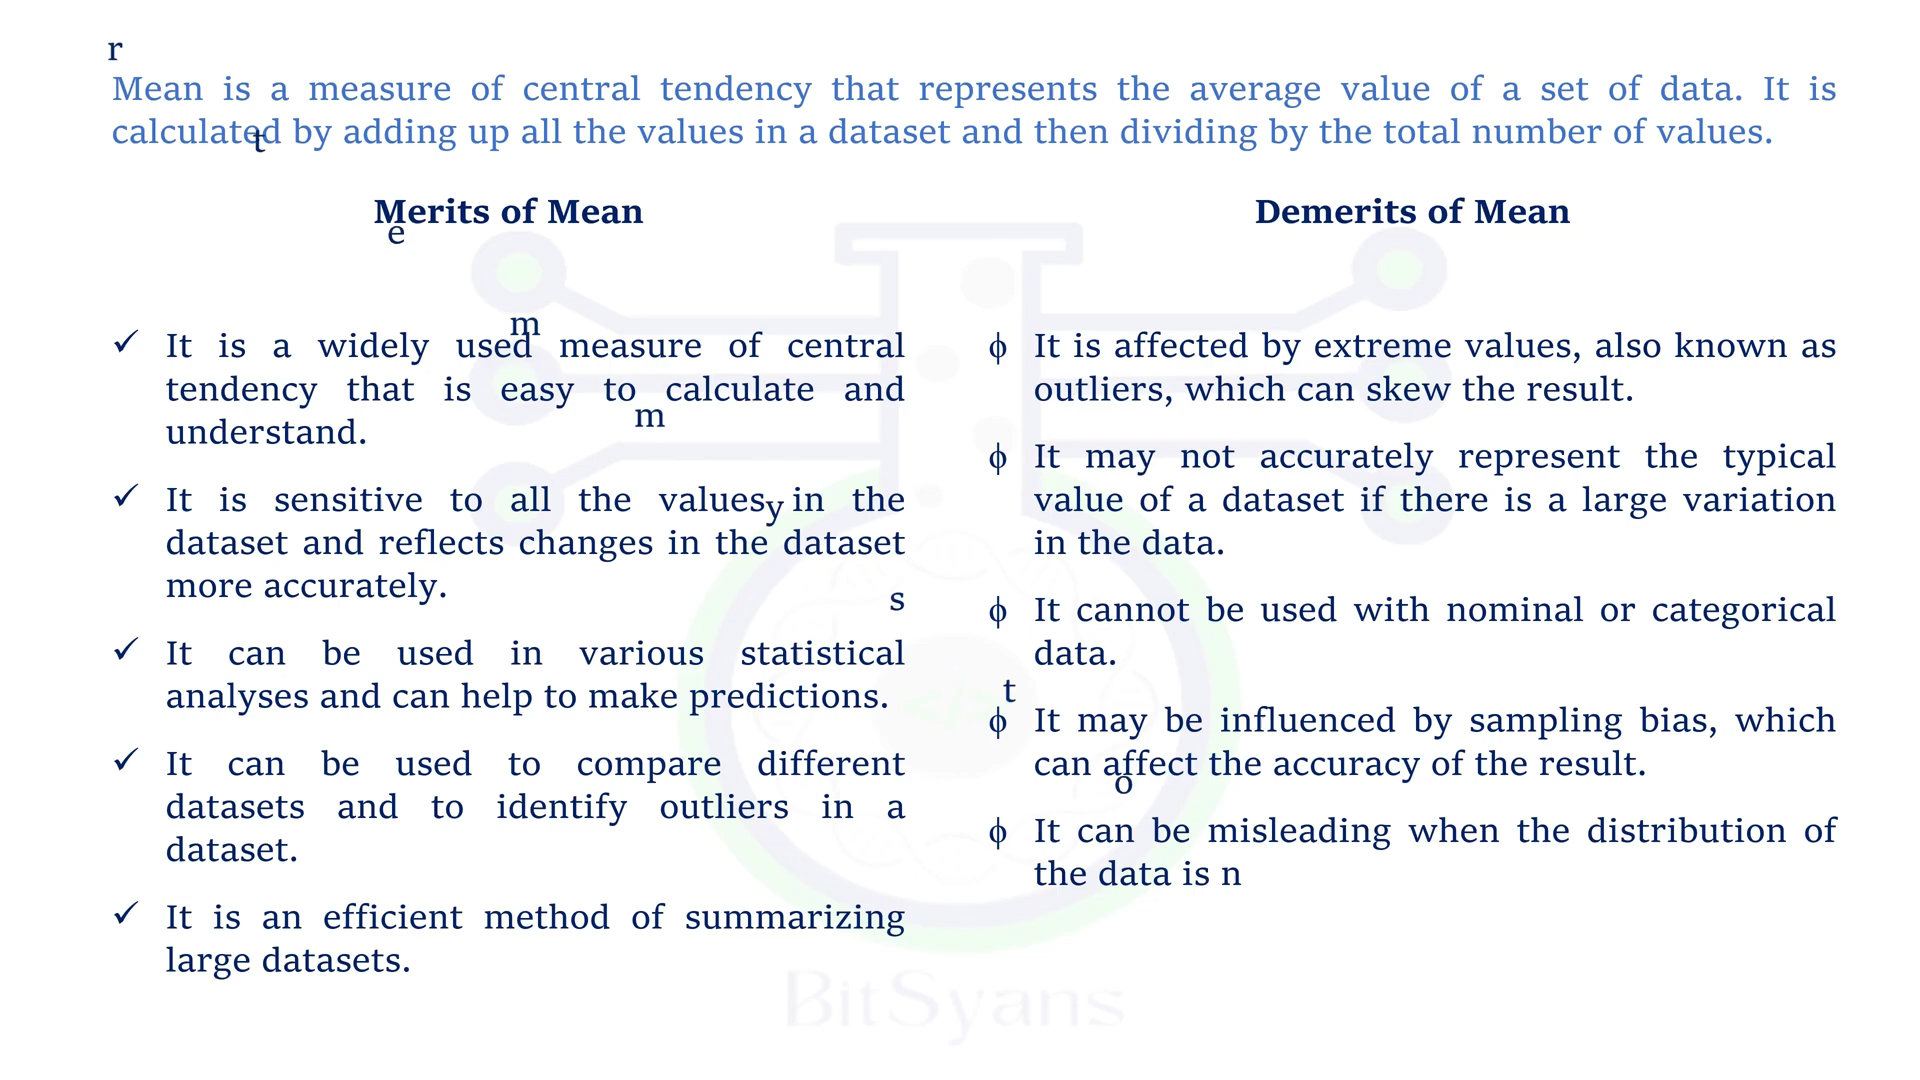 r
Mean is a measure of central tendency that represents the average value of a set of data. It is
calculated by adding up all the values in a dataset and then dividing by the total number of values.
t
Merits of Mean
e
m
✓ It is a widely used measure of central
tendency that is easy to calculate and
understand.
m
✓ It is sensitive to all the values in the
y
dataset and reflects changes in the dataset
more accurately.
s
✓ It can be used in various statistical
analyses and can help to make predictions.
✓ It can be used to compare different
datasets and to identify outliers in a
dataset.
✓ It is an efficient method of summarizing
large datasets.
Demerits of Mean
ϕ It is affected by extreme values, also known as
outliers, which can skew the result.
ϕ It may not accurately represent the typical
value of a dataset if there is a large variation
in the data.
ϕ It cannot be used with nominal or categorical
data.
t
ϕ It may be influenced by sampling bias, which
can affect the accuracy of the result.
o
ϕ It can be misleading when the distribution of
the data is n
</>
BitSyans